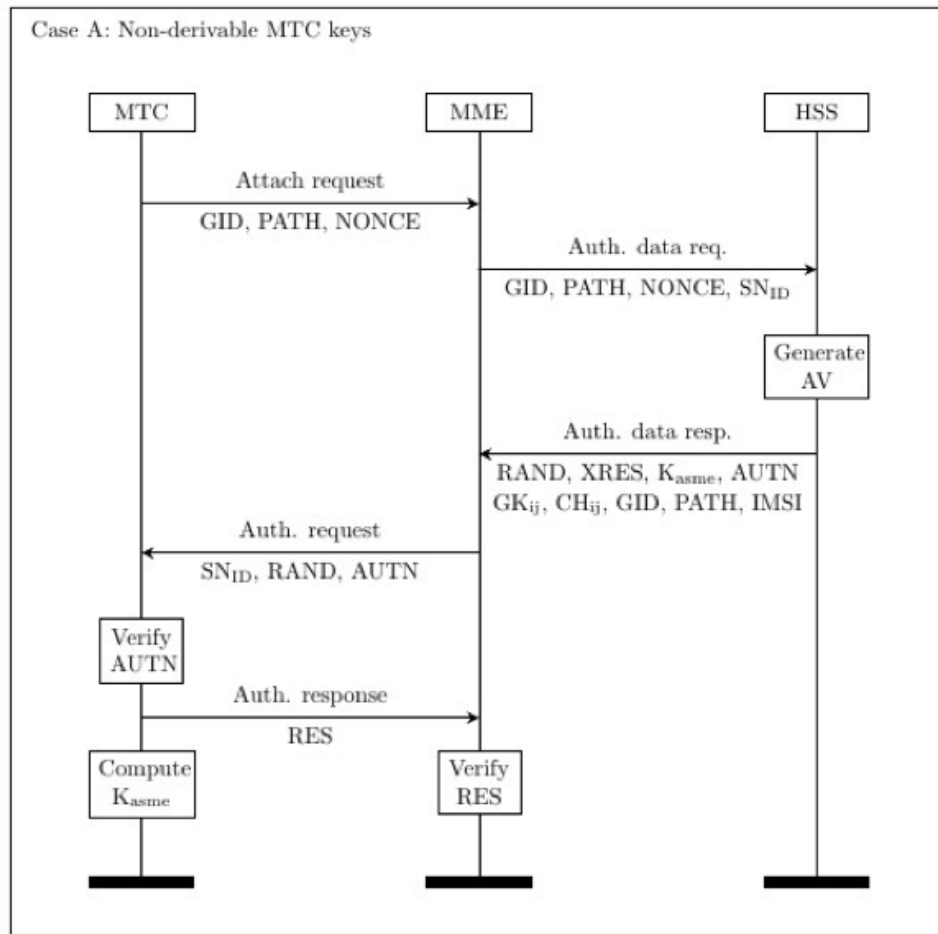 Case A: Non-derivable MTC keys
MTC
MME
HSS
Attach request
GID, PATH, NONCE
Auth. data req.
GID, PATH, NONCE, SN_ID
Generate
AV
Auth. data resp.
RAND, XRES, K_asme, AUTN
GK_ij, CH_ij, GID, PATH, IMSI
Auth. request
SN_ID, RAND, AUTN
Verify
AUTN
Auth. response
RES
Compute
K_asme
Verify
RES